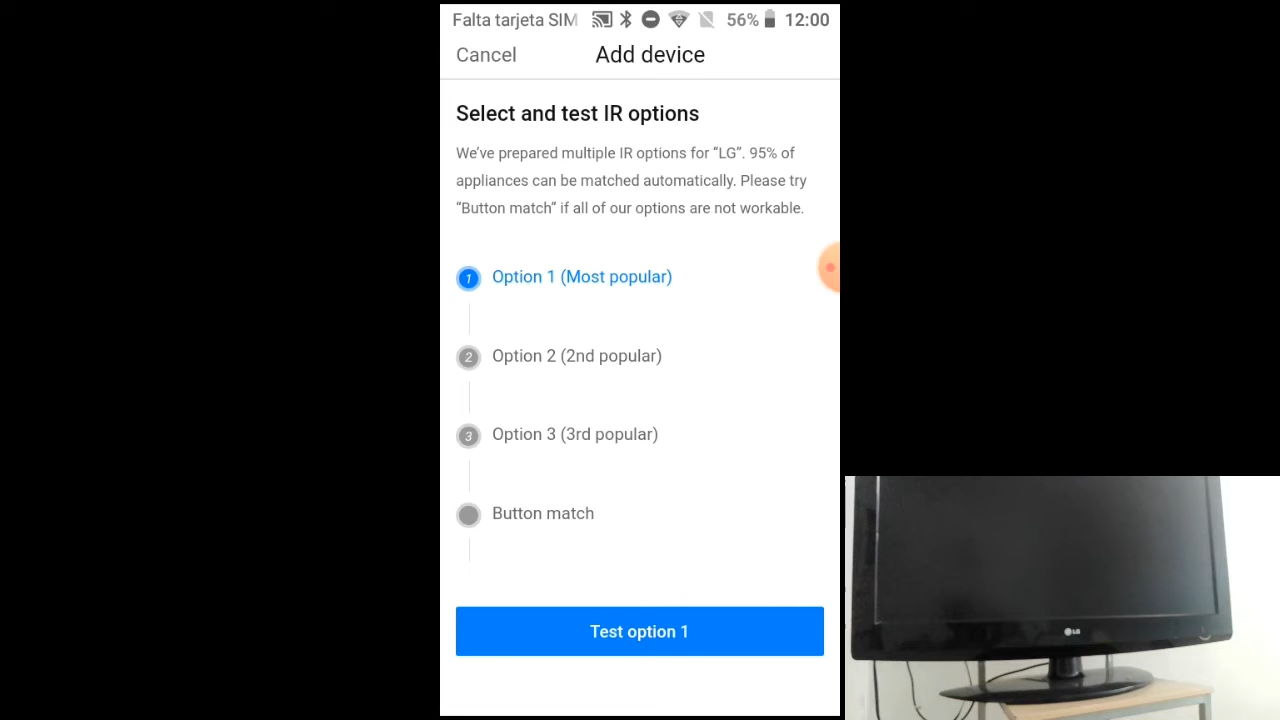 Falta tarjeta SIM 56% 12:00
Cancel Add device
Select and test IR options
We've prepared multiple IR options for “LG”. 95% of
appliances can be matched automatically. Please try
“Button match” if all of our options are not workable.
1 Option 1 (Most popular)
2 Option 2 (2nd popular)
3 Option 3 (3rd popular)
Button match
Test option 1
LG